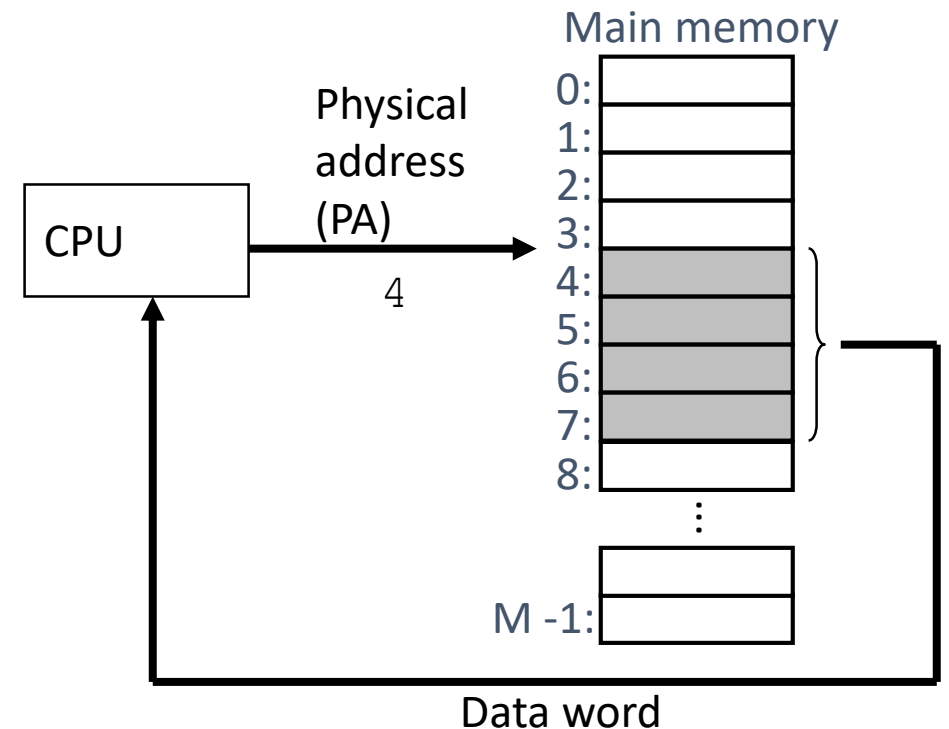 Main memory
Physical
address
(PA)
CPU
4
0:
1:
2:
3:
4:
5:
6:
7:
8:
⋮
M -1:
Data word